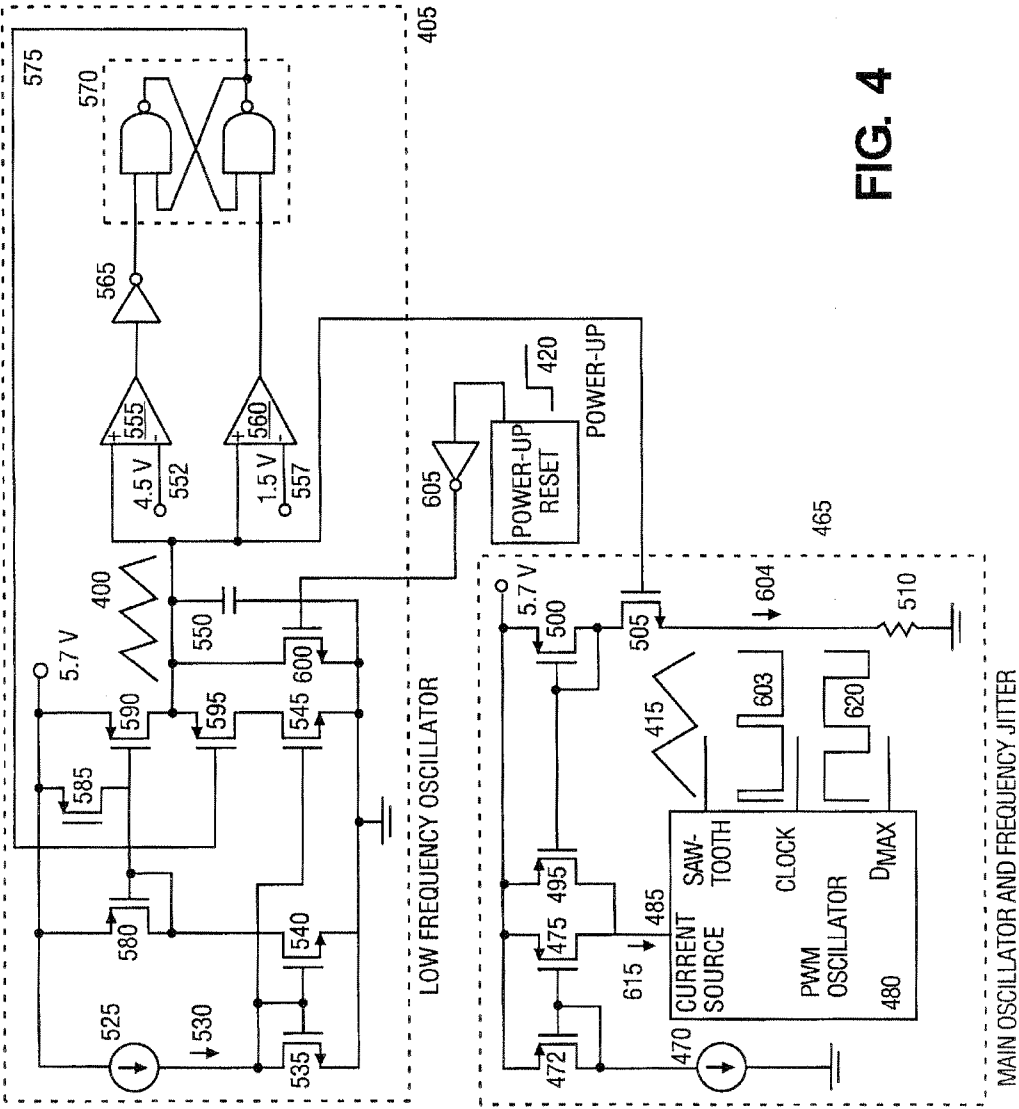 575
570
405
565
4.5 V
+
555
-
552
1.5 V
+
560
-
557
400
5.7 V
590
585
595
550
600
545
580
540
525
530
535
LOW FREQUENCY OSCILLATOR
605
POWER-UP
RESET
420
POWER-UP
5.7 V
500
505
465
604
510
495
475
472
615
485
470
415
603
620
CURRENT
SOURCE
SAW-
TOOTH
CLOCK
PWM
OSCILLATOR
DMAX
480
MAIN OSCILLATOR AND FREQUENCY JITTER
FIG. 4